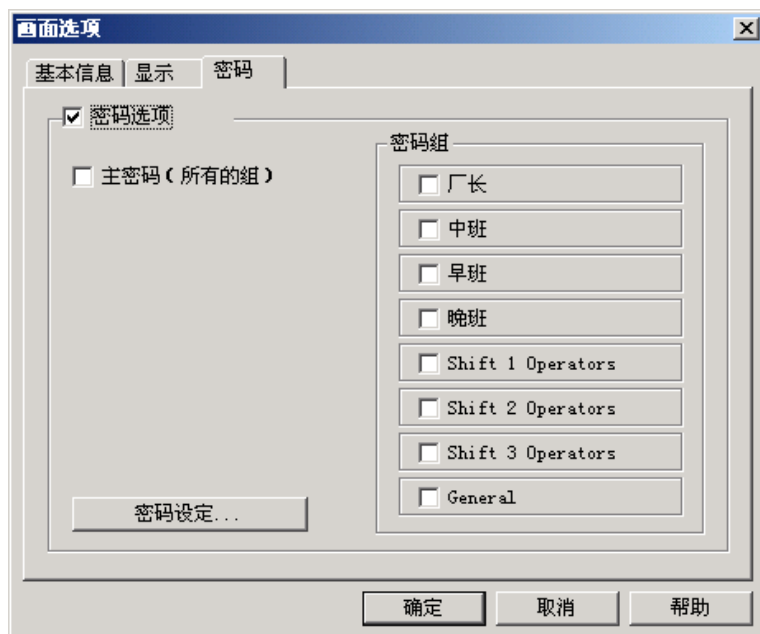 画面选项
基本信息 显示 密码
密码选项
主密码(所有的组)
密码组
厂长
中班
早班
晚班
Shift 1 Operators
Shift 2 Operators
Shift 3 Operators
General
密码设定...
确定 取消 帮助